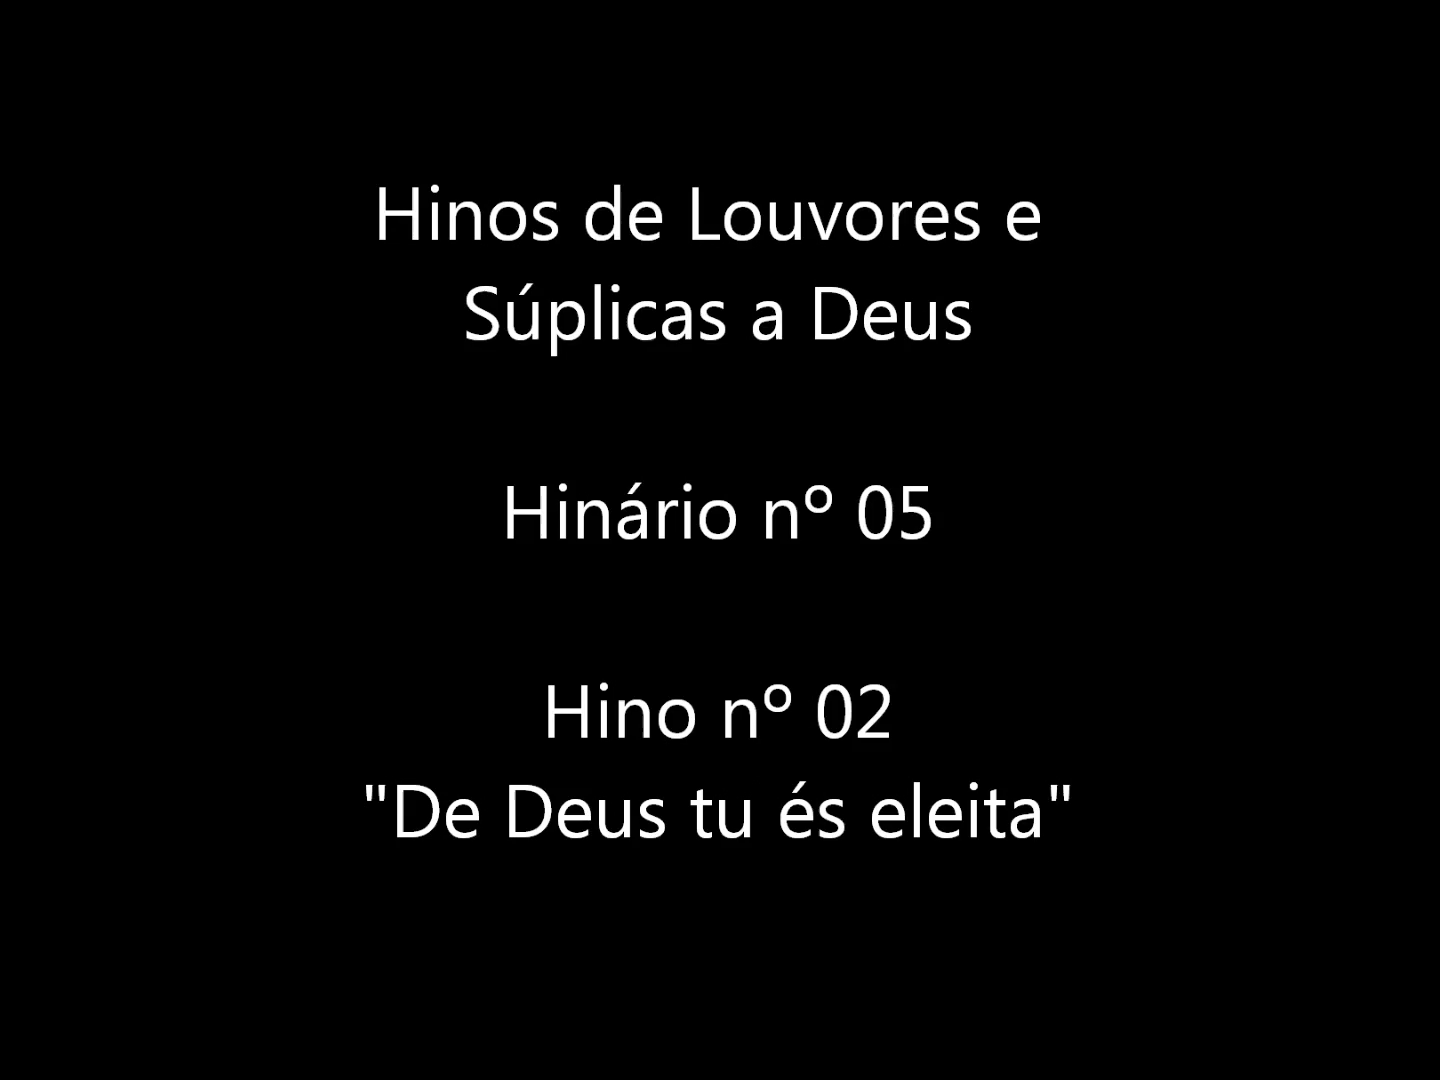 Hinos de Louvores e
Súplicas a Deus
Hinário nº 05
Hino nº 02
"De Deus tu és eleita"